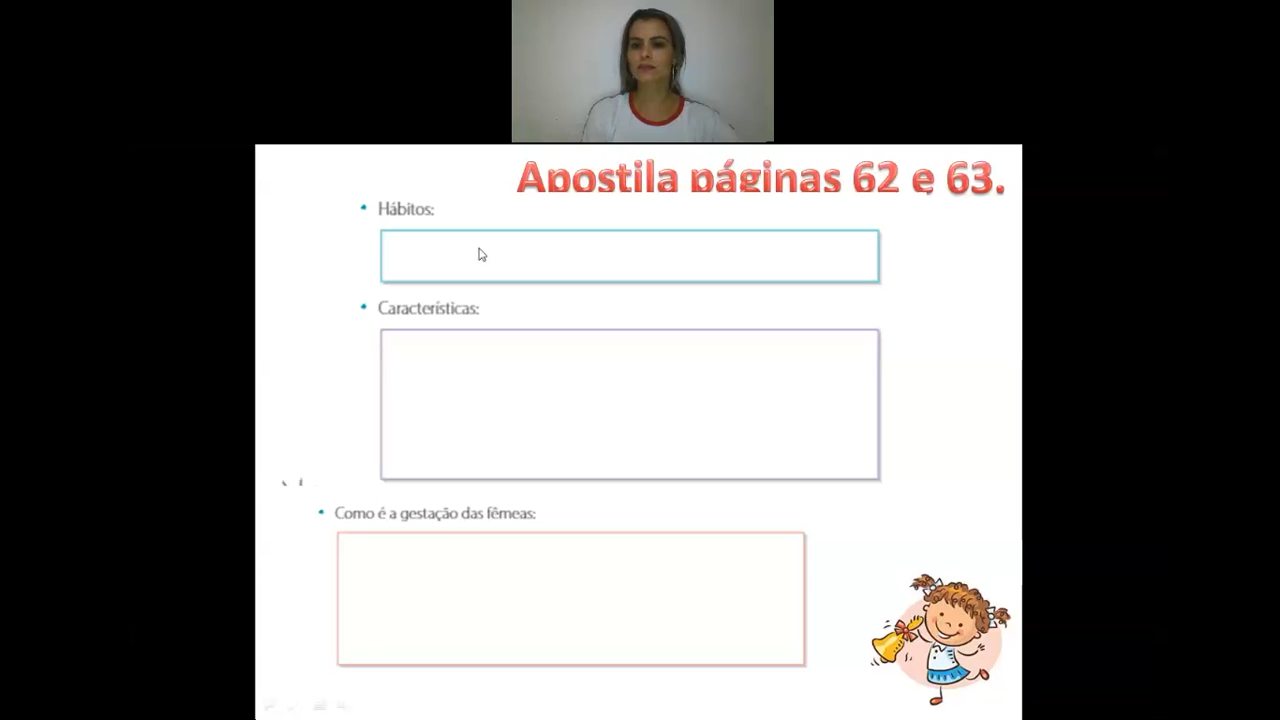 Apostila páginas 62 e 63.
• Hábitos:
• Características:
• Como é a gestação das fêmeas: